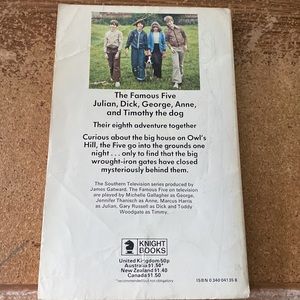 The Famous Five
Julian, Dick, George, Anne,
and Timothy the dog
Their eighth adventure together
Curious about the big house on Owl's
Hill, the Five go into the grounds one
night . . . only to find that the big
wrought-iron gates have closed
mysteriously behind them.
The Southern Television series produced by
James Gatward. The Famous Five on television
are played by Michelle Gallagher as George,
Jennifer Thanisch as Anne, Marcus Harris
as Julian, Gary Russell as Dick and Toddy
Woodgate as Timmy.
KNIGHT
BOOKS
United Kingdom 50p
Australia $1.50*
New Zealand $1.40
Canada $1.50
*recommended but not obligatory
ISBN 0 340 04135 8